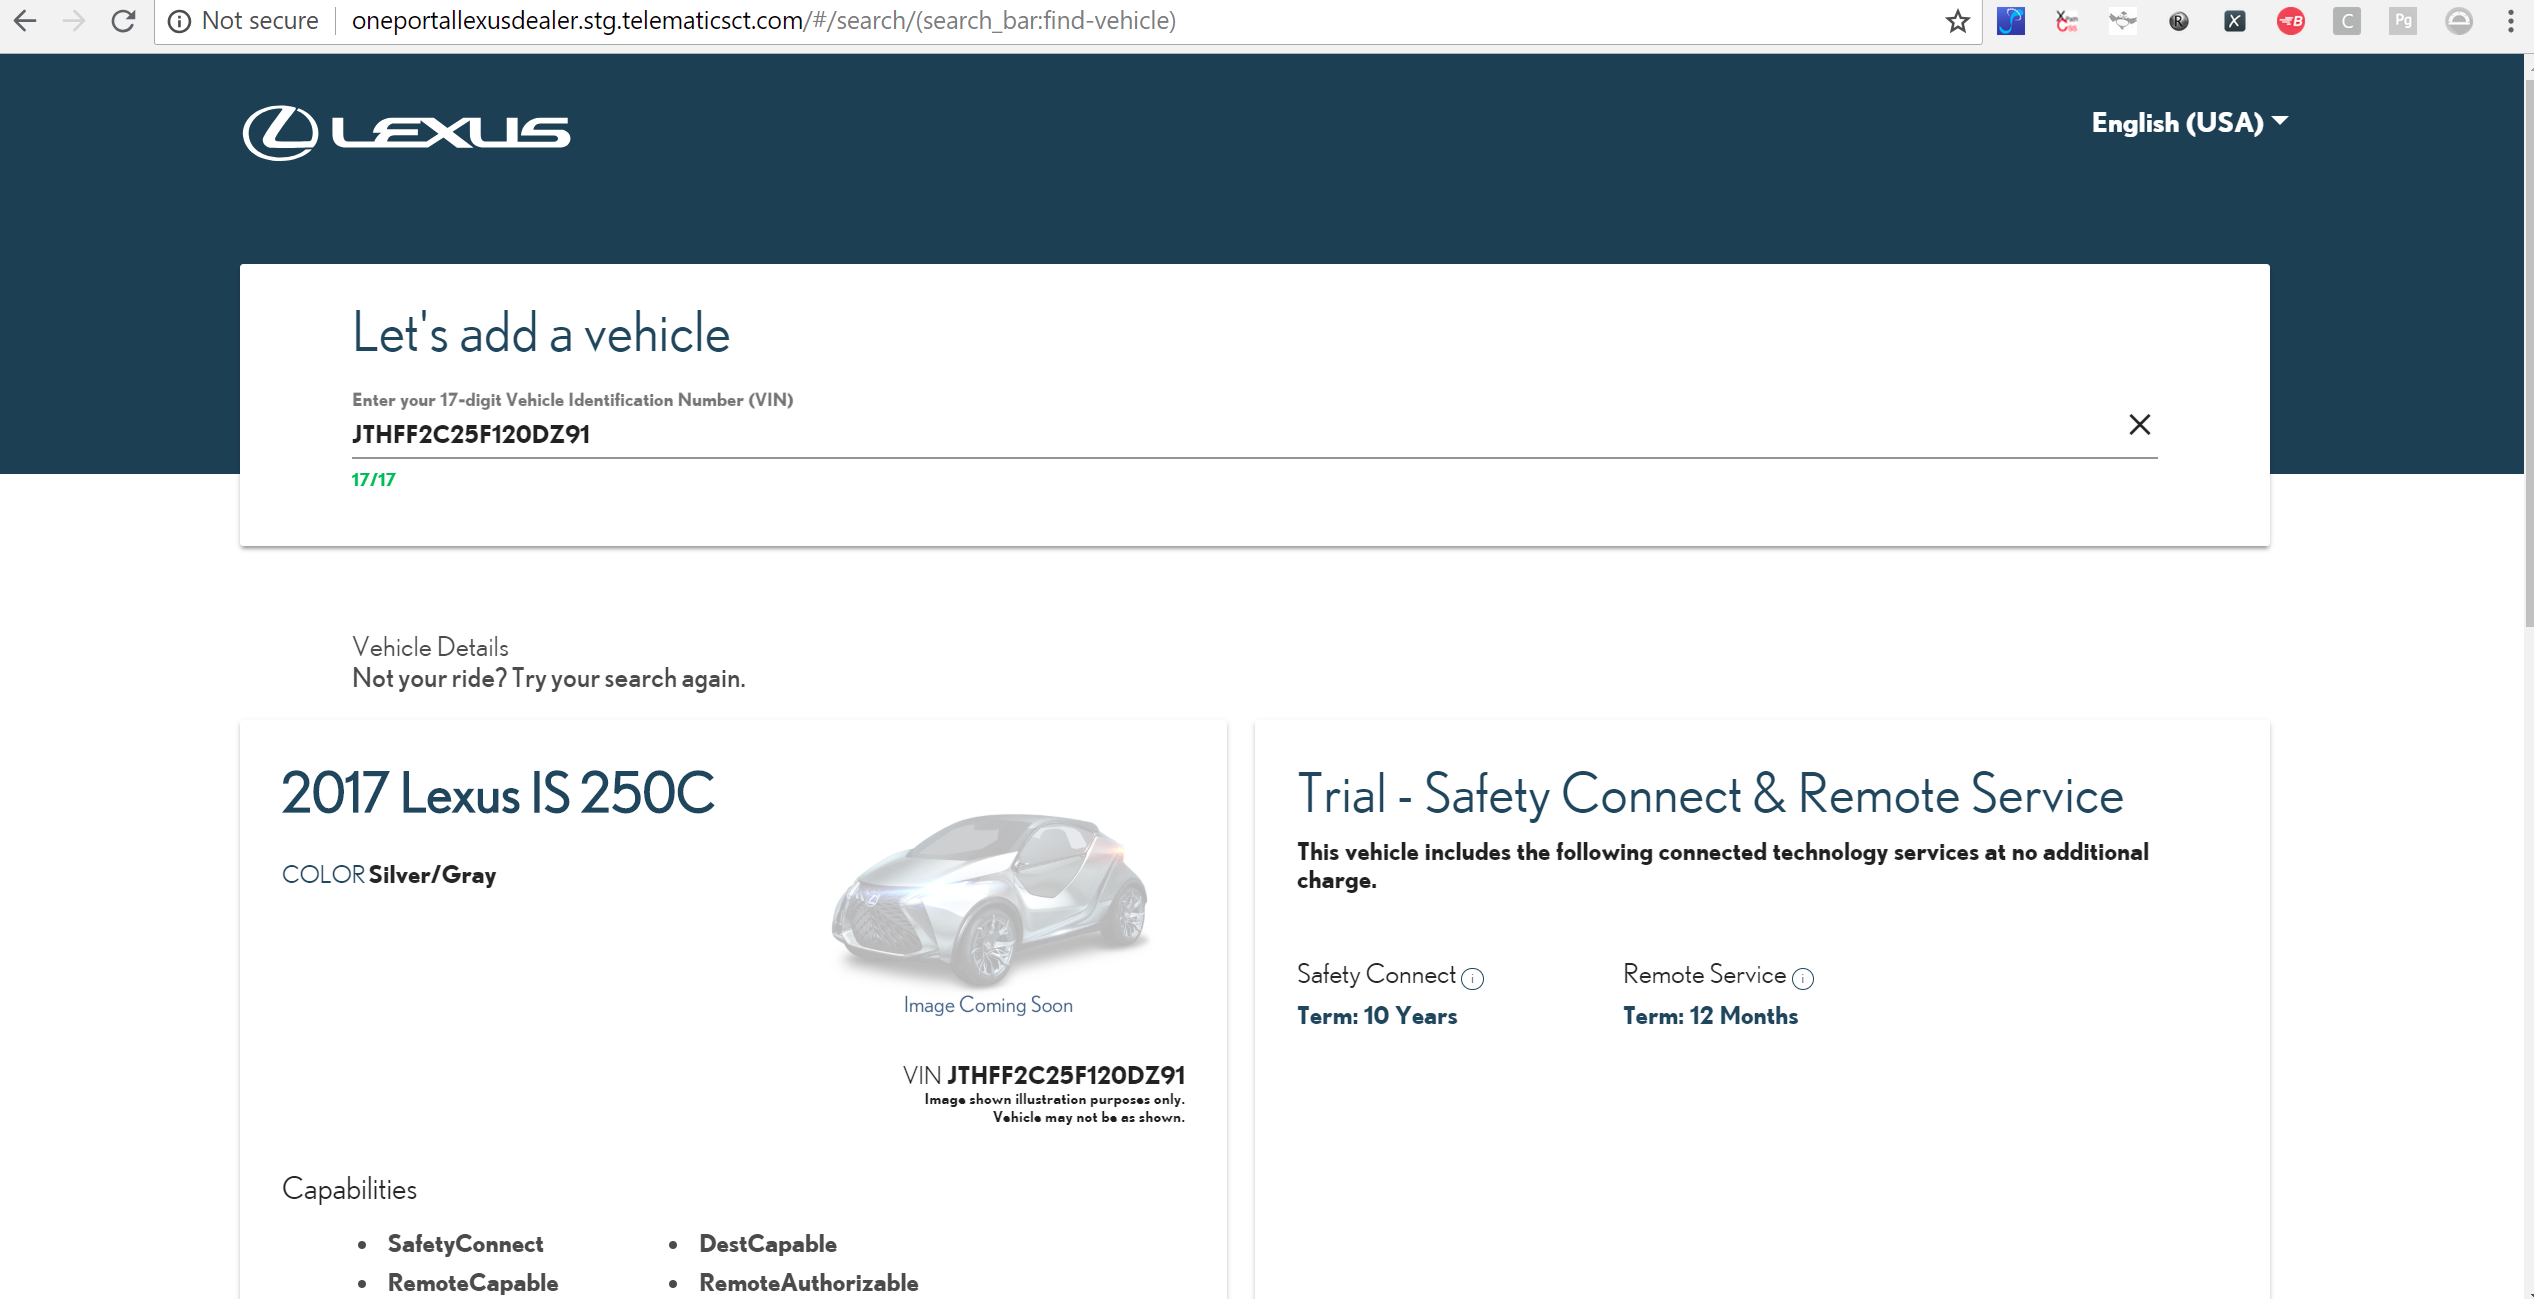 Not secure
oneportallexusdealer.stg.telematicsct.com/#/search/(search_bar:find-vehicle)
LEXUS
English (USA)
Let's add a vehicle
Enter your 17-digit Vehicle Identification Number (VIN)
JTHFF2C25F120DZ91
17/17
Vehicle Details
Not your ride? Try your search again.
2017 Lexus IS 250C
COLOR Silver/Gray
Image Coming Soon
VIN JTHFF2C25F120DZ91
Image shown illustration purposes only.
Vehicle may not be as shown.
Capabilities
• SafetyConnect
• DestCapable
• RemoteCapable
• RemoteAuthorizable
Trial - Safety Connect & Remote Service
This vehicle includes the following connected technology services at no additional
charge.
Safety Connect
Term: 10 Years
Remote Service
Term: 12 Months